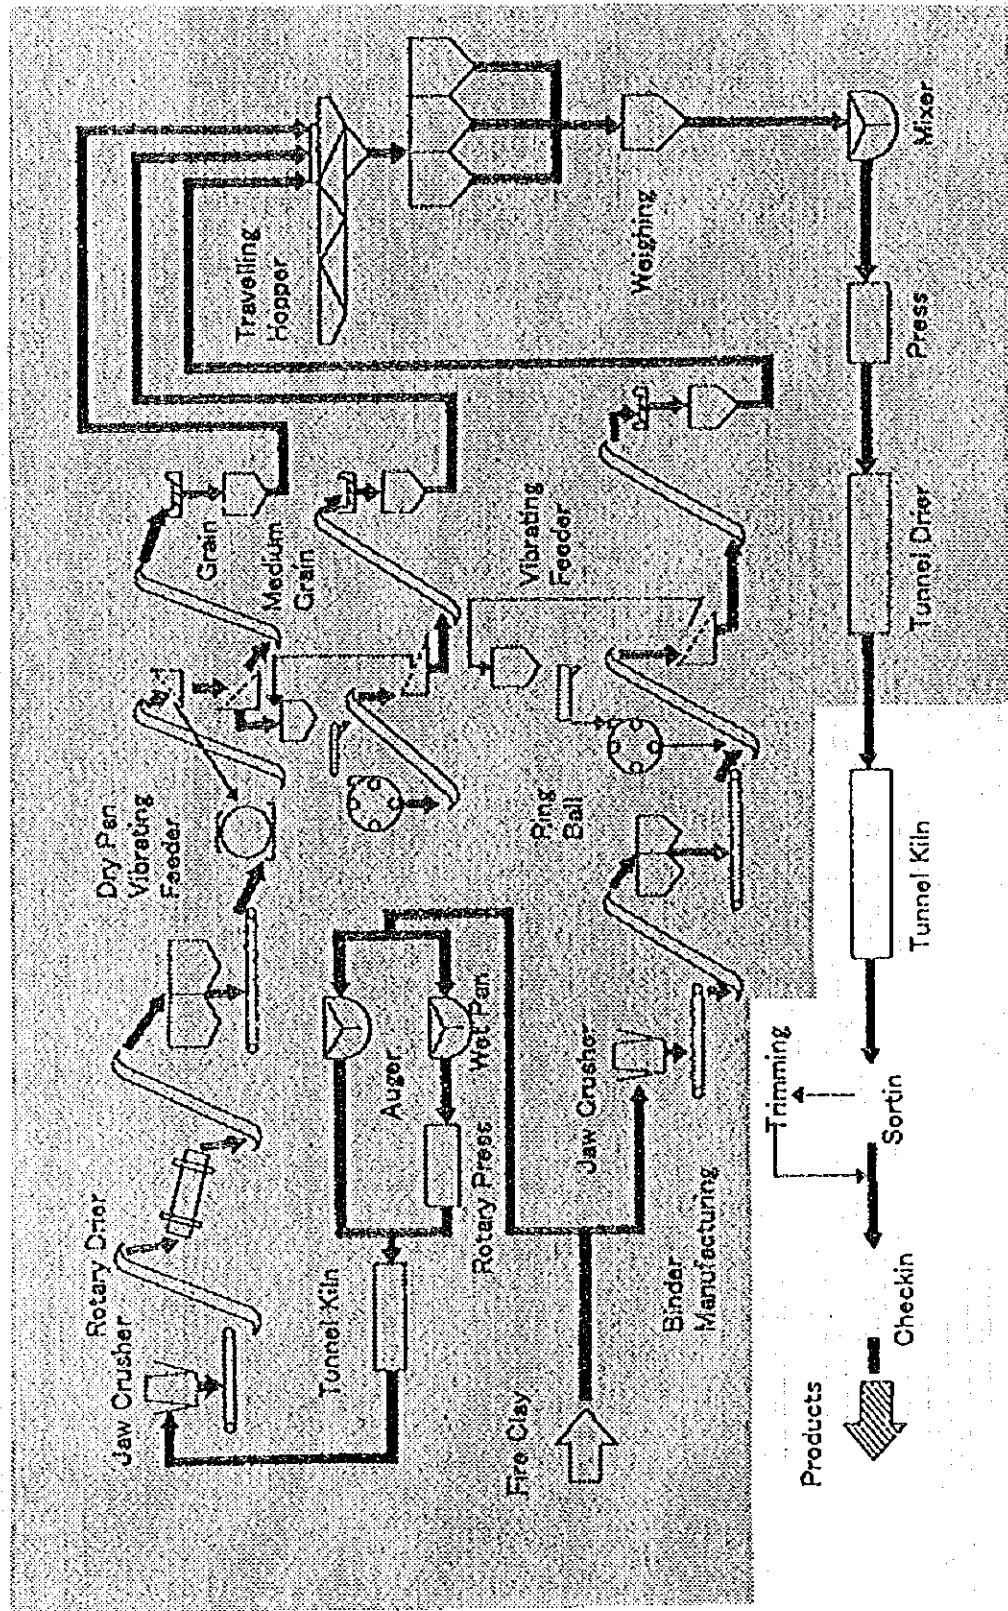 Jaw Crusher
Rotary Drier
Dry Pan
Vibrating
Feeder
Grain
Medium
Grain
Travelling
Hopper
Tunnel Kiln
Auger
Rotary Press
Wet Pan
Ring
Ball
Vibrating
Feeder
Weighing
Fire Clay
Binder
Manufacturing
Jaw Crusher
Products
Checkin
Trimming
Sortin
Tunnel Kiln
Tunnel Drier
Press
Mixer